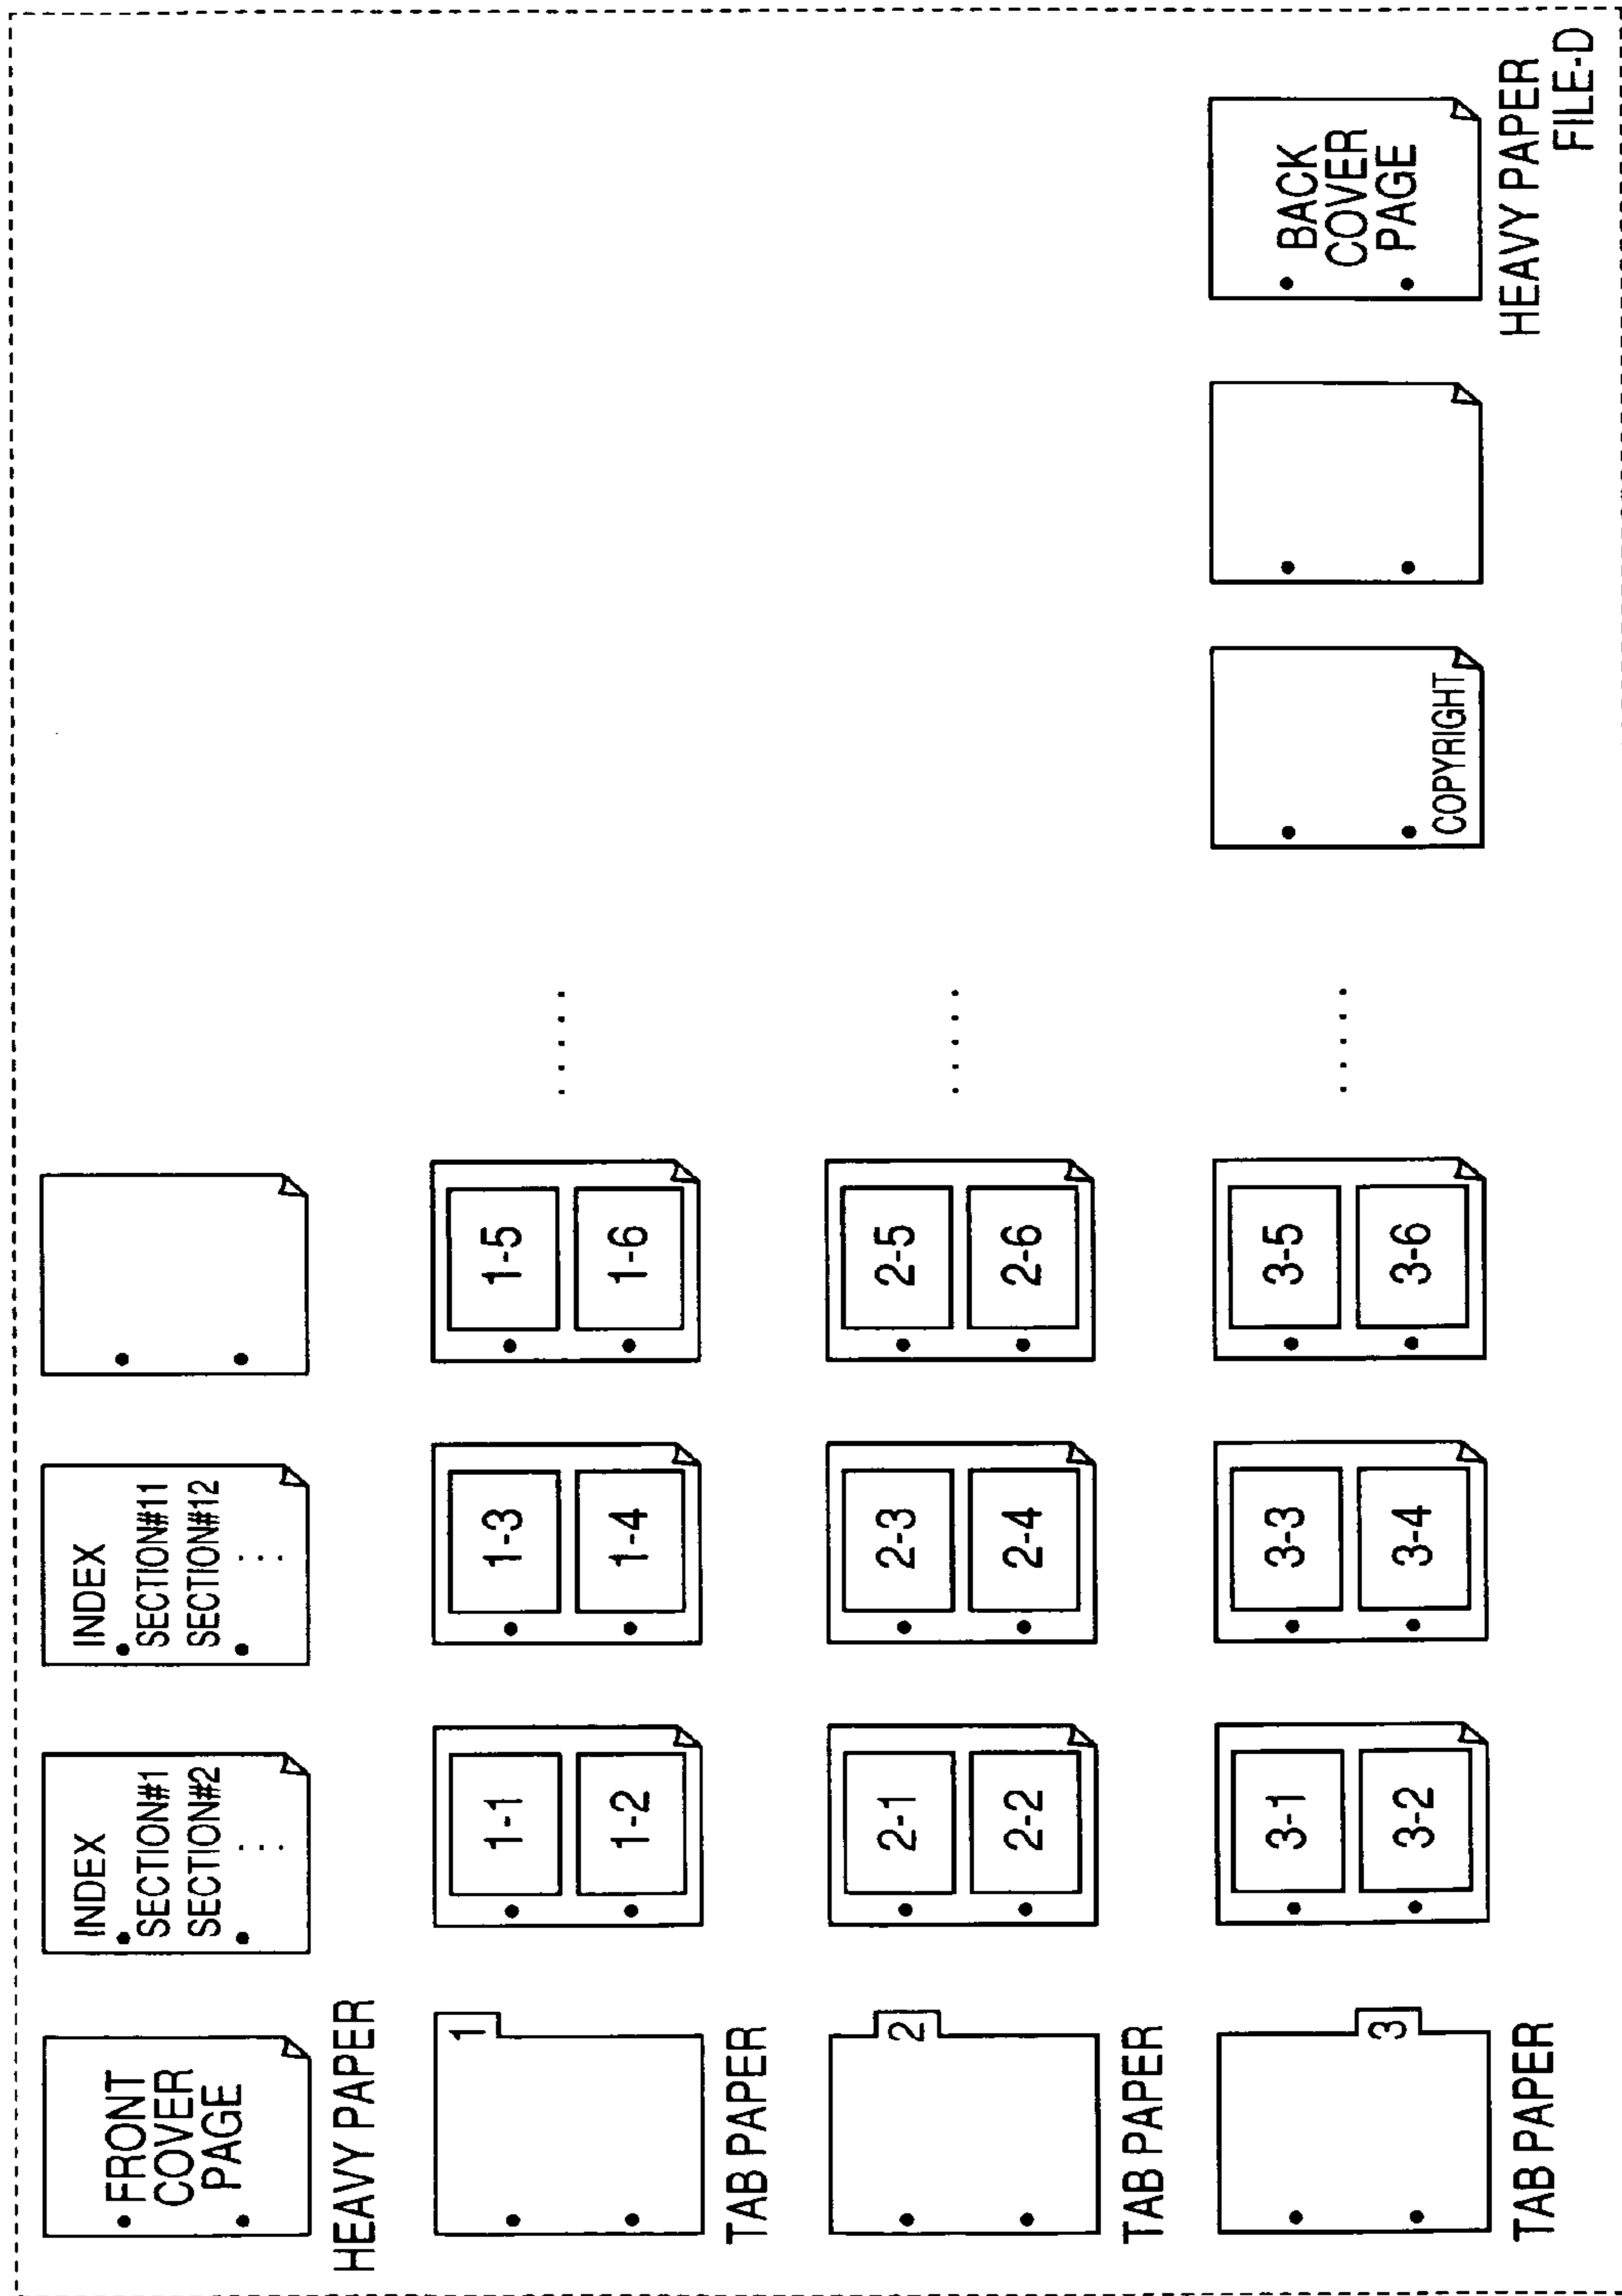 FRONT
COVER
PAGE
HEAVY PAPER
INDEX
SECTION#1
SECTION#2
INDEX
SECTION#11
SECTION#12
1
TAB PAPER
1-1
1-2
1-3
1-4
1-5
1-6
2
TAB PAPER
2-1
2-2
2-3
2-4
2-5
2-6
3
TAB PAPER
3-1
3-2
3-3
3-4
3-5
3-6
COPYRIGHT
BACK
COVER
PAGE
HEAVY PAPER
FILE-D